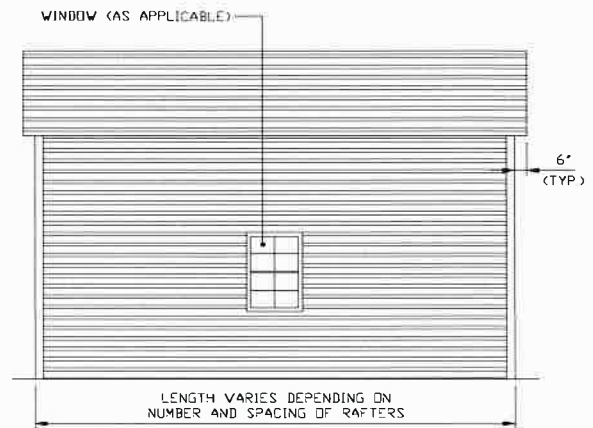 WINDOW (AS APPLICABLE)
6"
(TYP.)
LENGTH VARIES DEPENDING ON
NUMBER AND SPACING OF RAFTERS